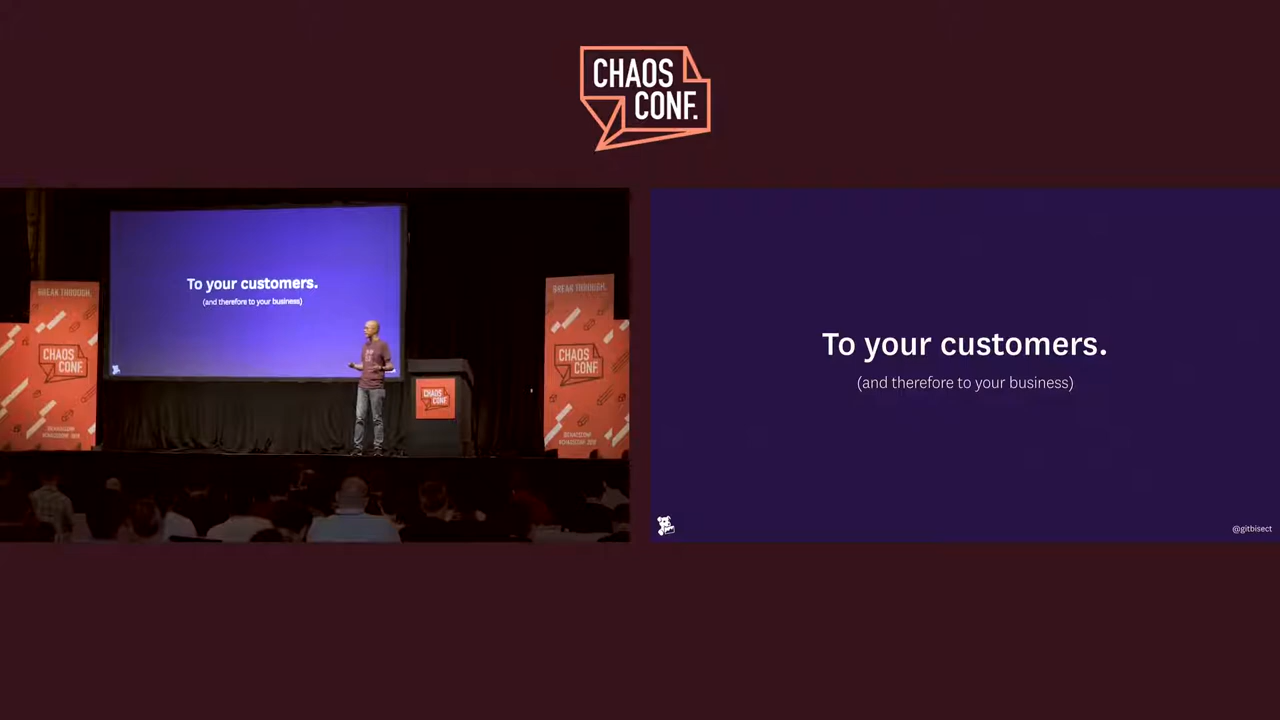 CHAOS
CONF.
To your customers.
(and therefore to your business)
BREAK THROUGH.
CHAOS
CONF.
CHAOS
CONF.
BREAK THROUGH.
CHAOS
CONF.
To your customers.
(and therefore to your business)
@gitbisect